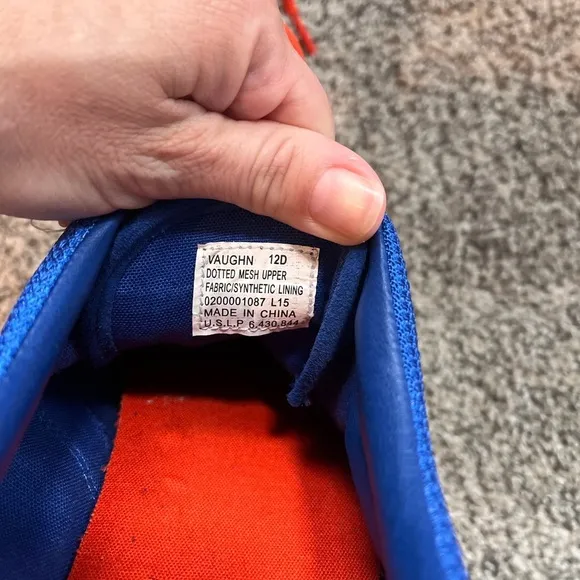 VAUGHN 12D
DOTTED MESH UPPER
FABRIC/SYNTHETIC LINING
0200001087 L15
MADE IN CHINA
U.S.L.P 6,430,844